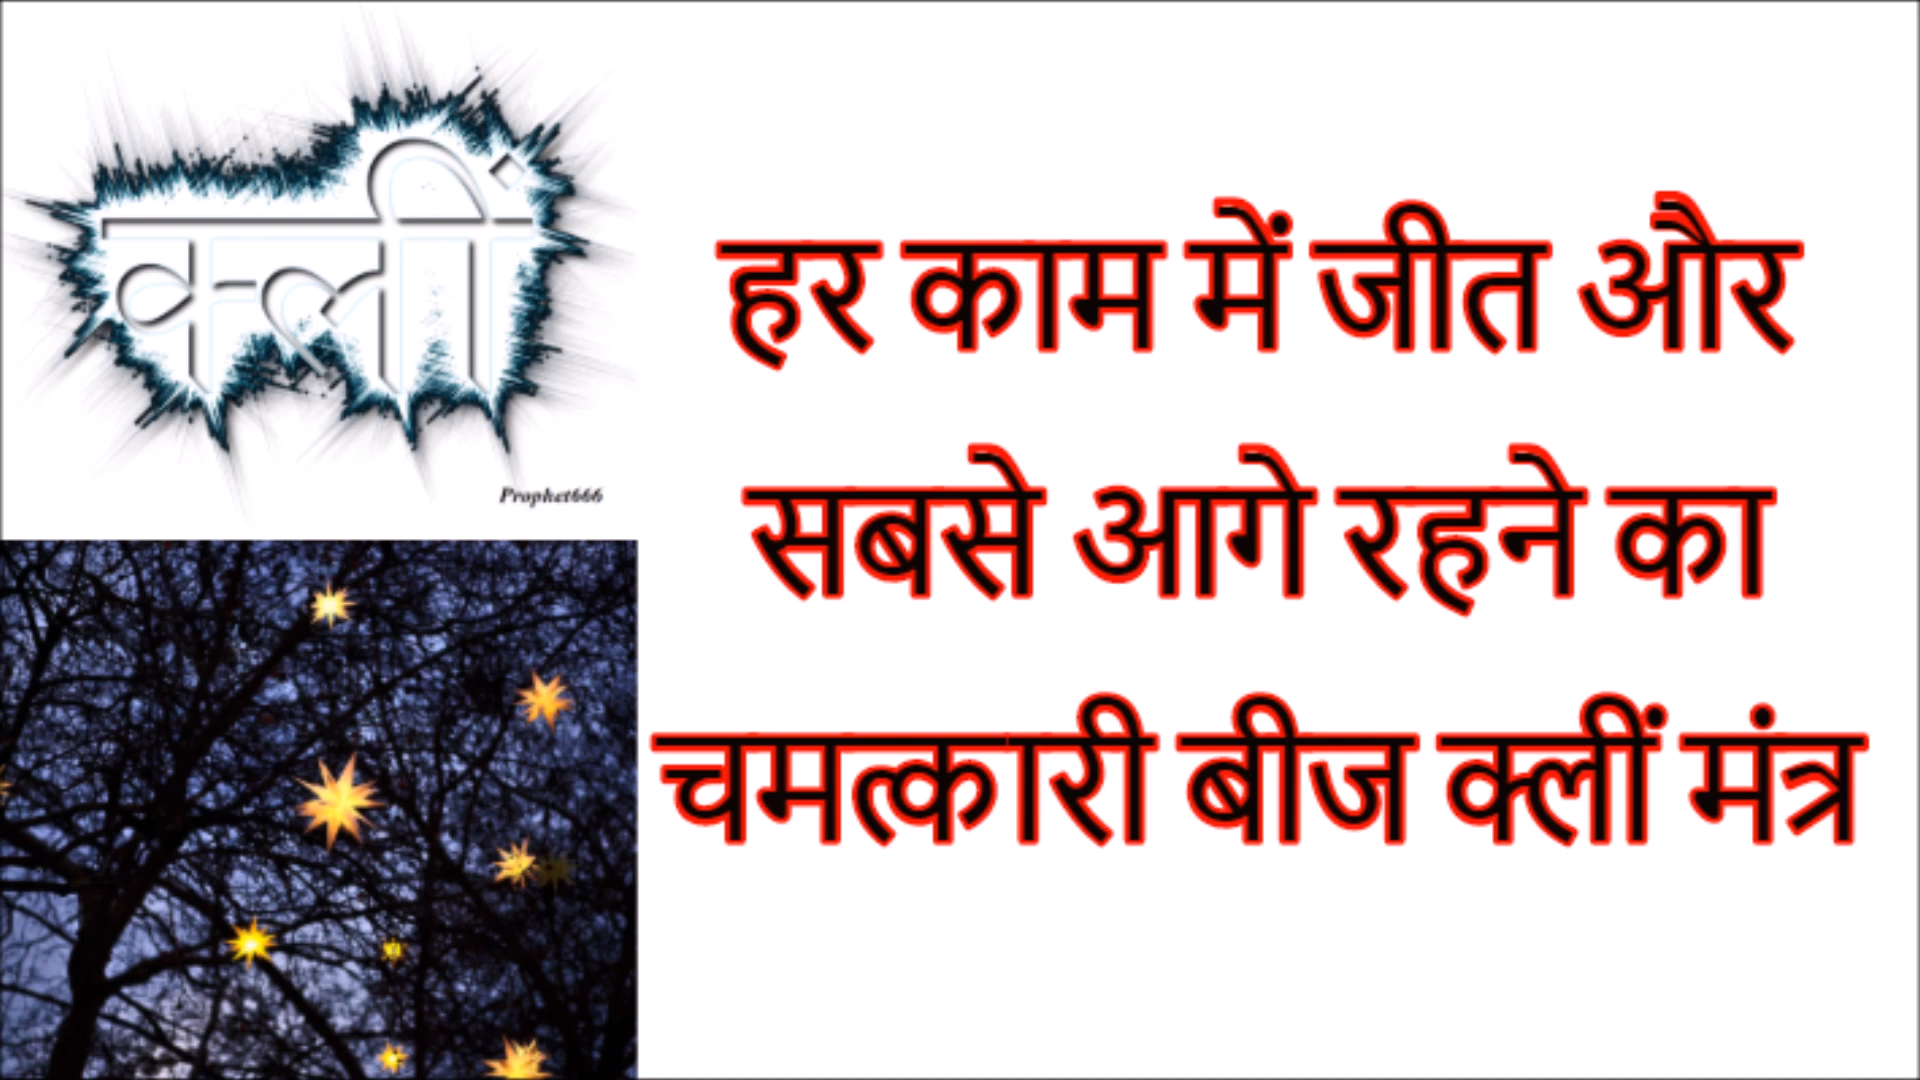 क्लीं
Prophet666
हर काम में जीत और
सबसे आगे रहने का
चमत्कारी बीज क्लीं मंत्र